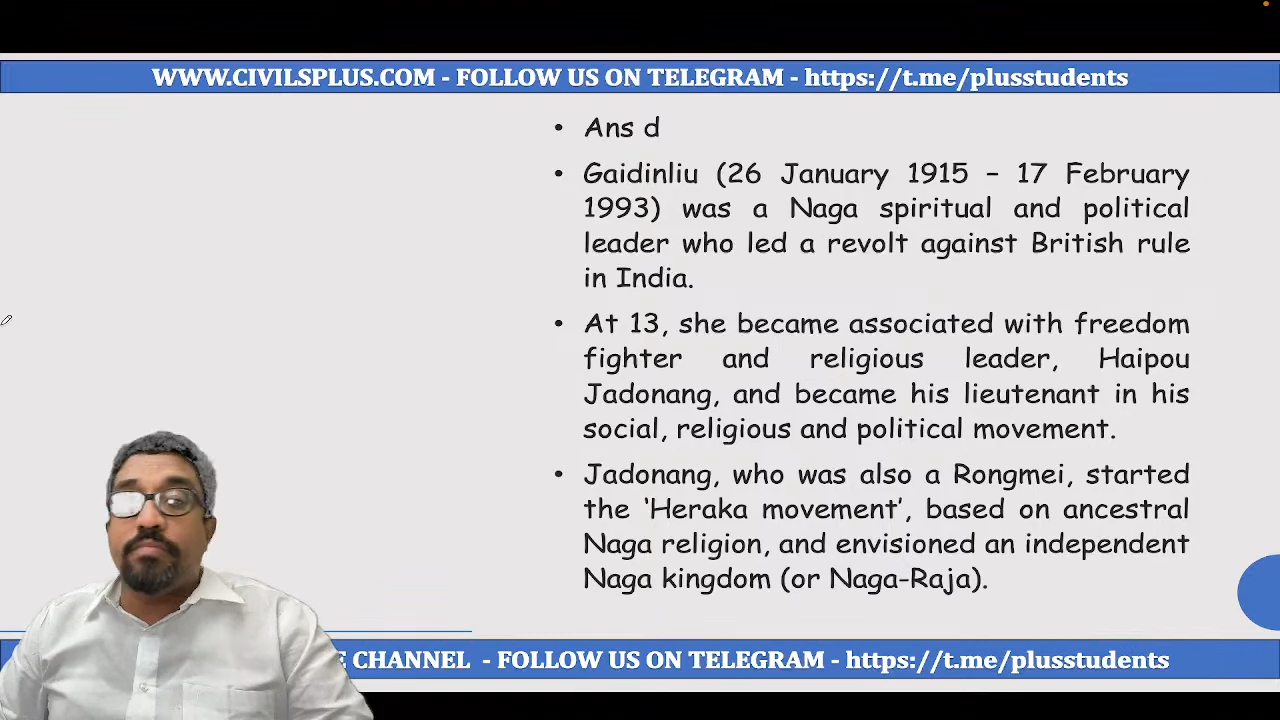 WWW.CIVILSPLUS.COM - FOLLOW US ON TELEGRAM - https://t.me/plusstudents
• Ans d
• Gaidinliu (26 January 1915 – 17 February
1993) was a Naga spiritual and political
leader who led a revolt against British rule
in India.
• At 13, she became associated with freedom
fighter and religious leader, Haipou
Jadonang, and became his lieutenant in his
social, religious and political movement.
• Jadonang, who was also a Rongmei, started
the ‘Heraka movement’, based on ancestral
Naga religion, and envisioned an independent
Naga kingdom (or Naga-Raja).
CHANNEL - FOLLOW US ON TELEGRAM - https://t.me/plusstudents